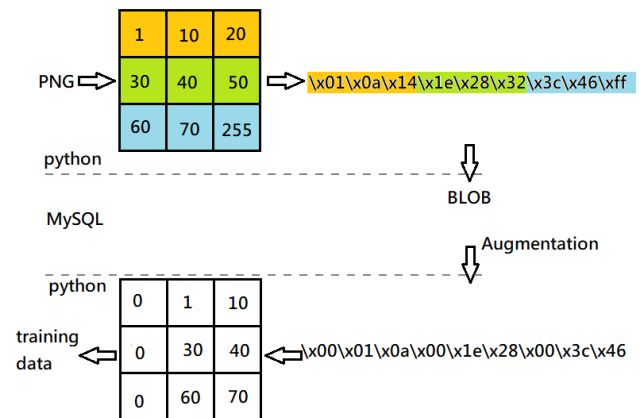 1 10 20
PNG 30 40 50 \x01\x0a\x14\x1e\x28\x32\x3c\x46\xff
60 70 255
python
BLOB
MySQL
Augmentation
python
0 1 10
training data
0 30 40 \x00\x01\x0a\x00\x1e\x28\x00\x3c\x46
0 60 70